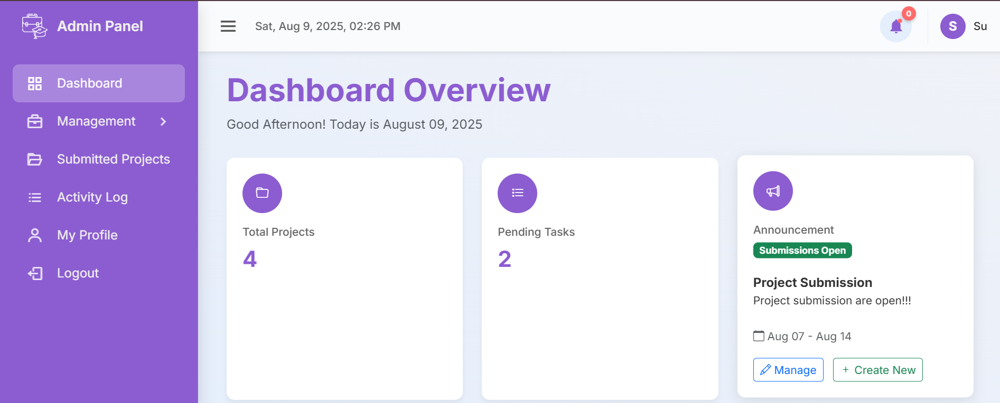 Admin Panel
Sat, Aug 9, 2025, 02:26 PM
0
S
Su
Dashboard
Management
Submitted Projects
Activity Log
My Profile
Logout
Dashboard Overview
Good Afternoon! Today is August 09, 2025
Total Projects
4
Pending Tasks
2
Announcement
Submissions Open
Project Submission
Project submission are open!!!
Aug 07 - Aug 14
Manage
+ Create New